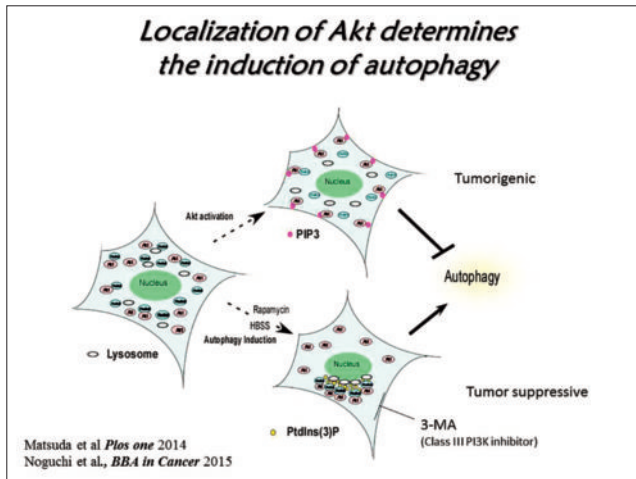 Localization of Akt determines
the induction of autophagy
Nucleus
Tumorigenic
Akt activation
PIP3
Nucleus
Autophagy
Rapamycin
HBSS
Autophagy Induction
Lysosome
Nucleus
PtdIns(3)P
Tumor suppressive
3-MA
(Class III PI3K inhibitor)
Matsuda et al Plos one 2014
Noguchi et al., BBA in Cancer 2015